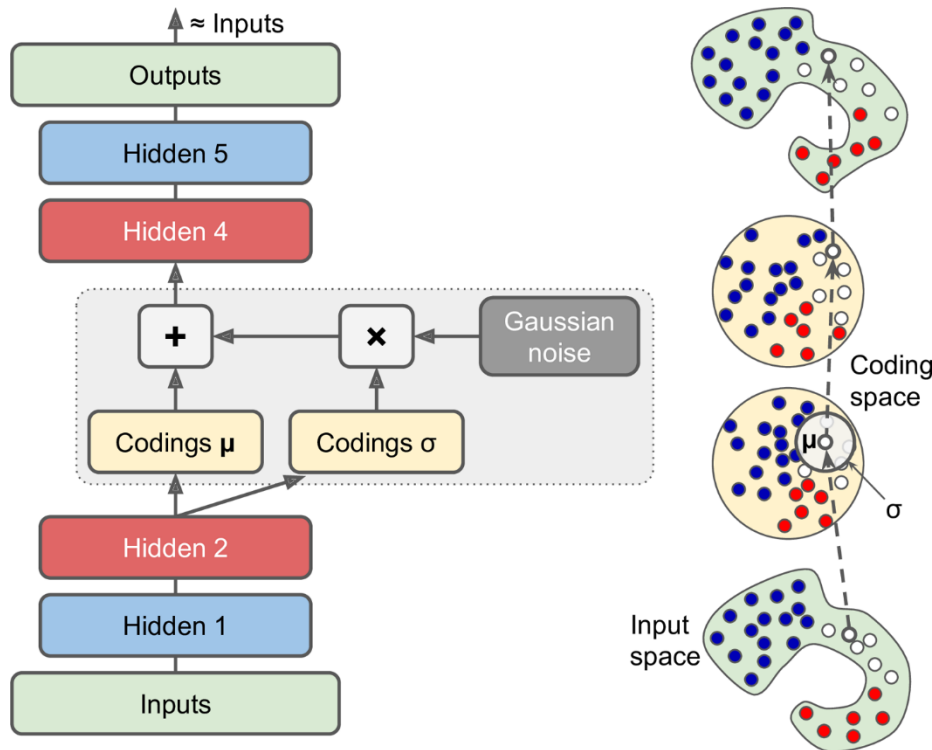 ≈ Inputs
Outputs
Hidden 5
Hidden 4
+
×
Gaussian
noise
Codings μ
Codings σ
Hidden 2
Hidden 1
Inputs
Coding
space
μ
σ
Input
space